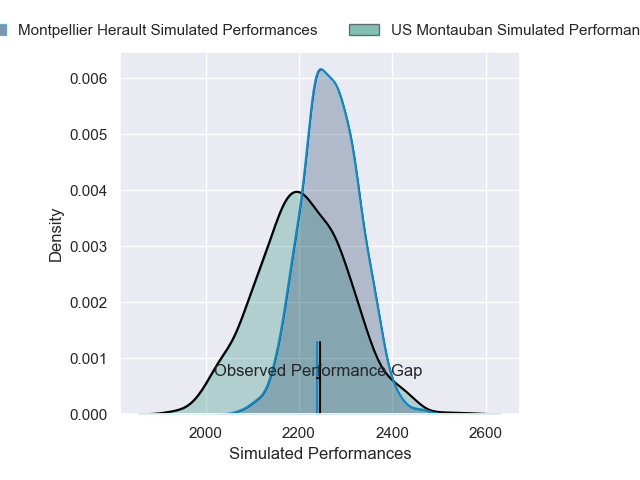 Montpellier Herault Simulated Performances
US Montauban Simulated Performan
0.006
0.005
0.004
0.003
0.002
0.001
0.000
Density
Observed Performance Gap
2000
2200
2400
2600
Simulated Performances